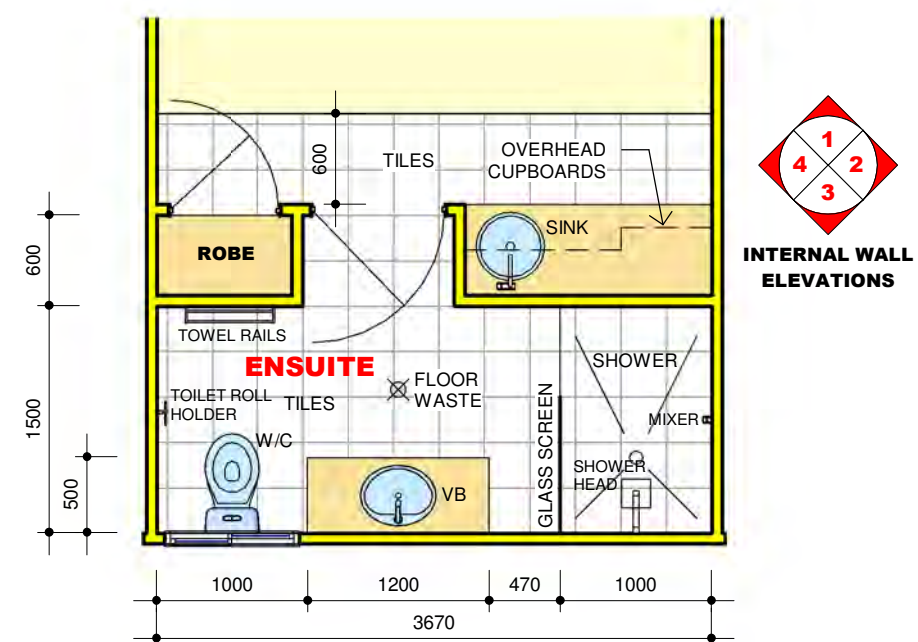 600
TILES
OVERHEAD
CUPBOARDS
1
4
2
3
INTERNAL WALL
ELEVATIONS
600
ROBE
SINK
TOWEL RAILS
ENSUITE
FLOOR
WASTE
SHOWER
TOILET ROLL
HOLDER
TILES
MIXER
1500
W/C
GLASS SCREEN
SHOWER
HEAD
500
VB
1000
1200
470
1000
3670